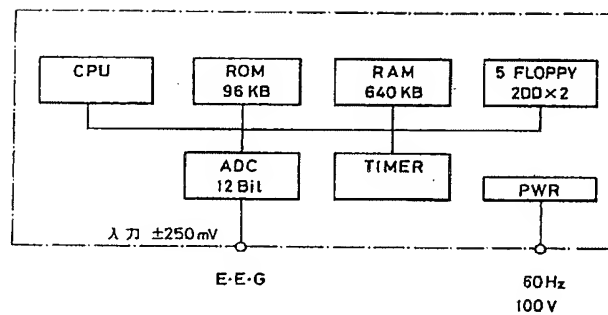 CPU
ROM
96 KB
RAM
640 KB
5 FLOPPY
2DD×2
ADC
12 Bit
TIMER
PWR
入力 ±250mV
E·E·G
60Hz
100V